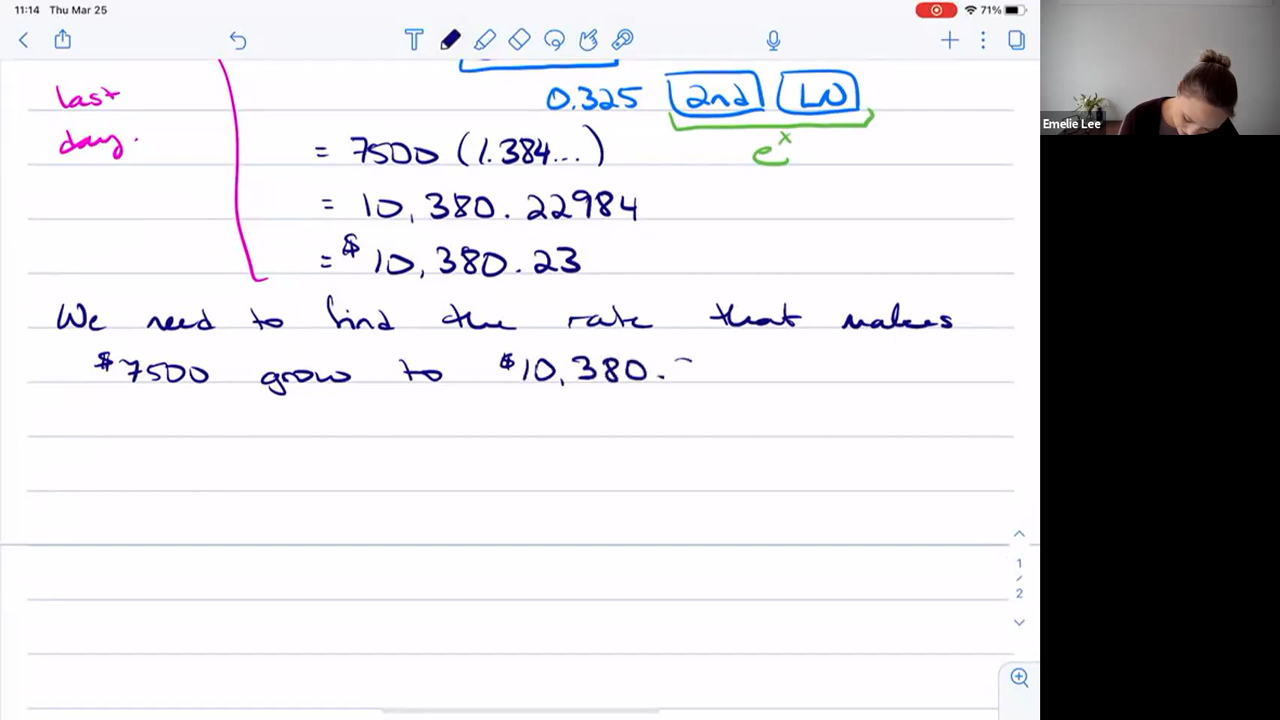 11:14 Thu Mar 25
71%
T
last
day.
0.325 2nd LN
e^x
= 7500 (1.384...)
= 10,380.22984
= $10,380.23
We need to find the rate that makes
$7500 grow to $10,380.
1
2
Emelie Lee